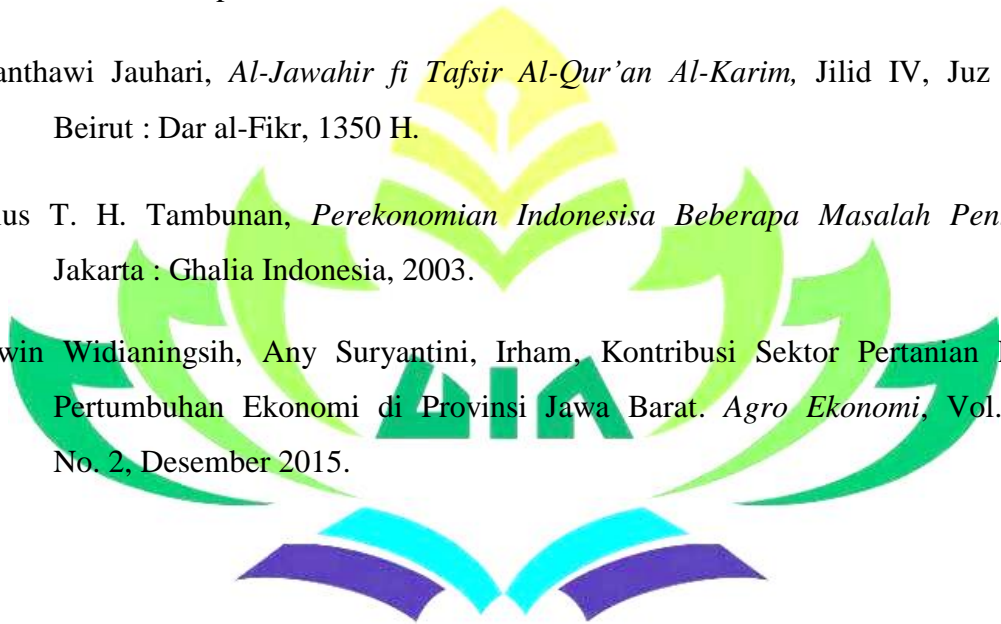 anthawi Jauhari, Al-Jawahir fi Tafsir Al-Qur’an Al-Karim, Jilid IV, Juz
Beirut : Dar al-Fikr, 1350 H.
lus T. H. Tambunan, Perekonomian Indonesisa Beberapa Masalah Pen
Jakarta : Ghalia Indonesia, 2003.
win Widianingsih, Any Suryantini, Irham, Kontribusi Sektor Pertanian
Pertumbuhan Ekonomi di Provinsi Jawa Barat. Agro Ekonomi, Vol.
No. 2, Desember 2015.